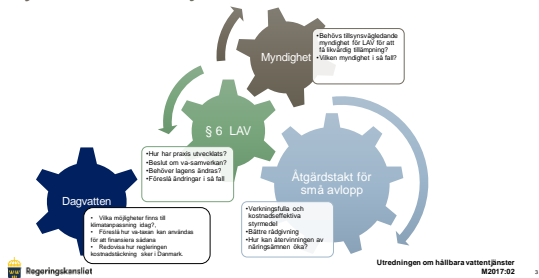 Myndighet
•Behövs tillsynsvägledande
myndighet för LAV för att
få likvärdig tillämpning?
•Vilken myndighet i så fall?
§ 6 LAV
•Hur har praxis utvecklats?
•Beslut om va-samverkan?
•Behöver lagens ändras?
•Föreslå ändringar i så fall
Åtgärdstakt för
små avlopp
•Verkningsfulla och
kostnadseffektiva
styrmedel
•Bättre rådgivning
•Hur kan återvinningen av
näringsämnen öka?
Dagvatten
• Vilka möjligheter finns till
klimatanpassning idag?,
• Föreslå hur va-taxan kan användas
för att finansiera sådana
• Redovisa hur regleringen
kostnadstäckning sker i Danmark.
Regeringskansliet
Utredningen om hållbara vattentjänster
M2017:02
3